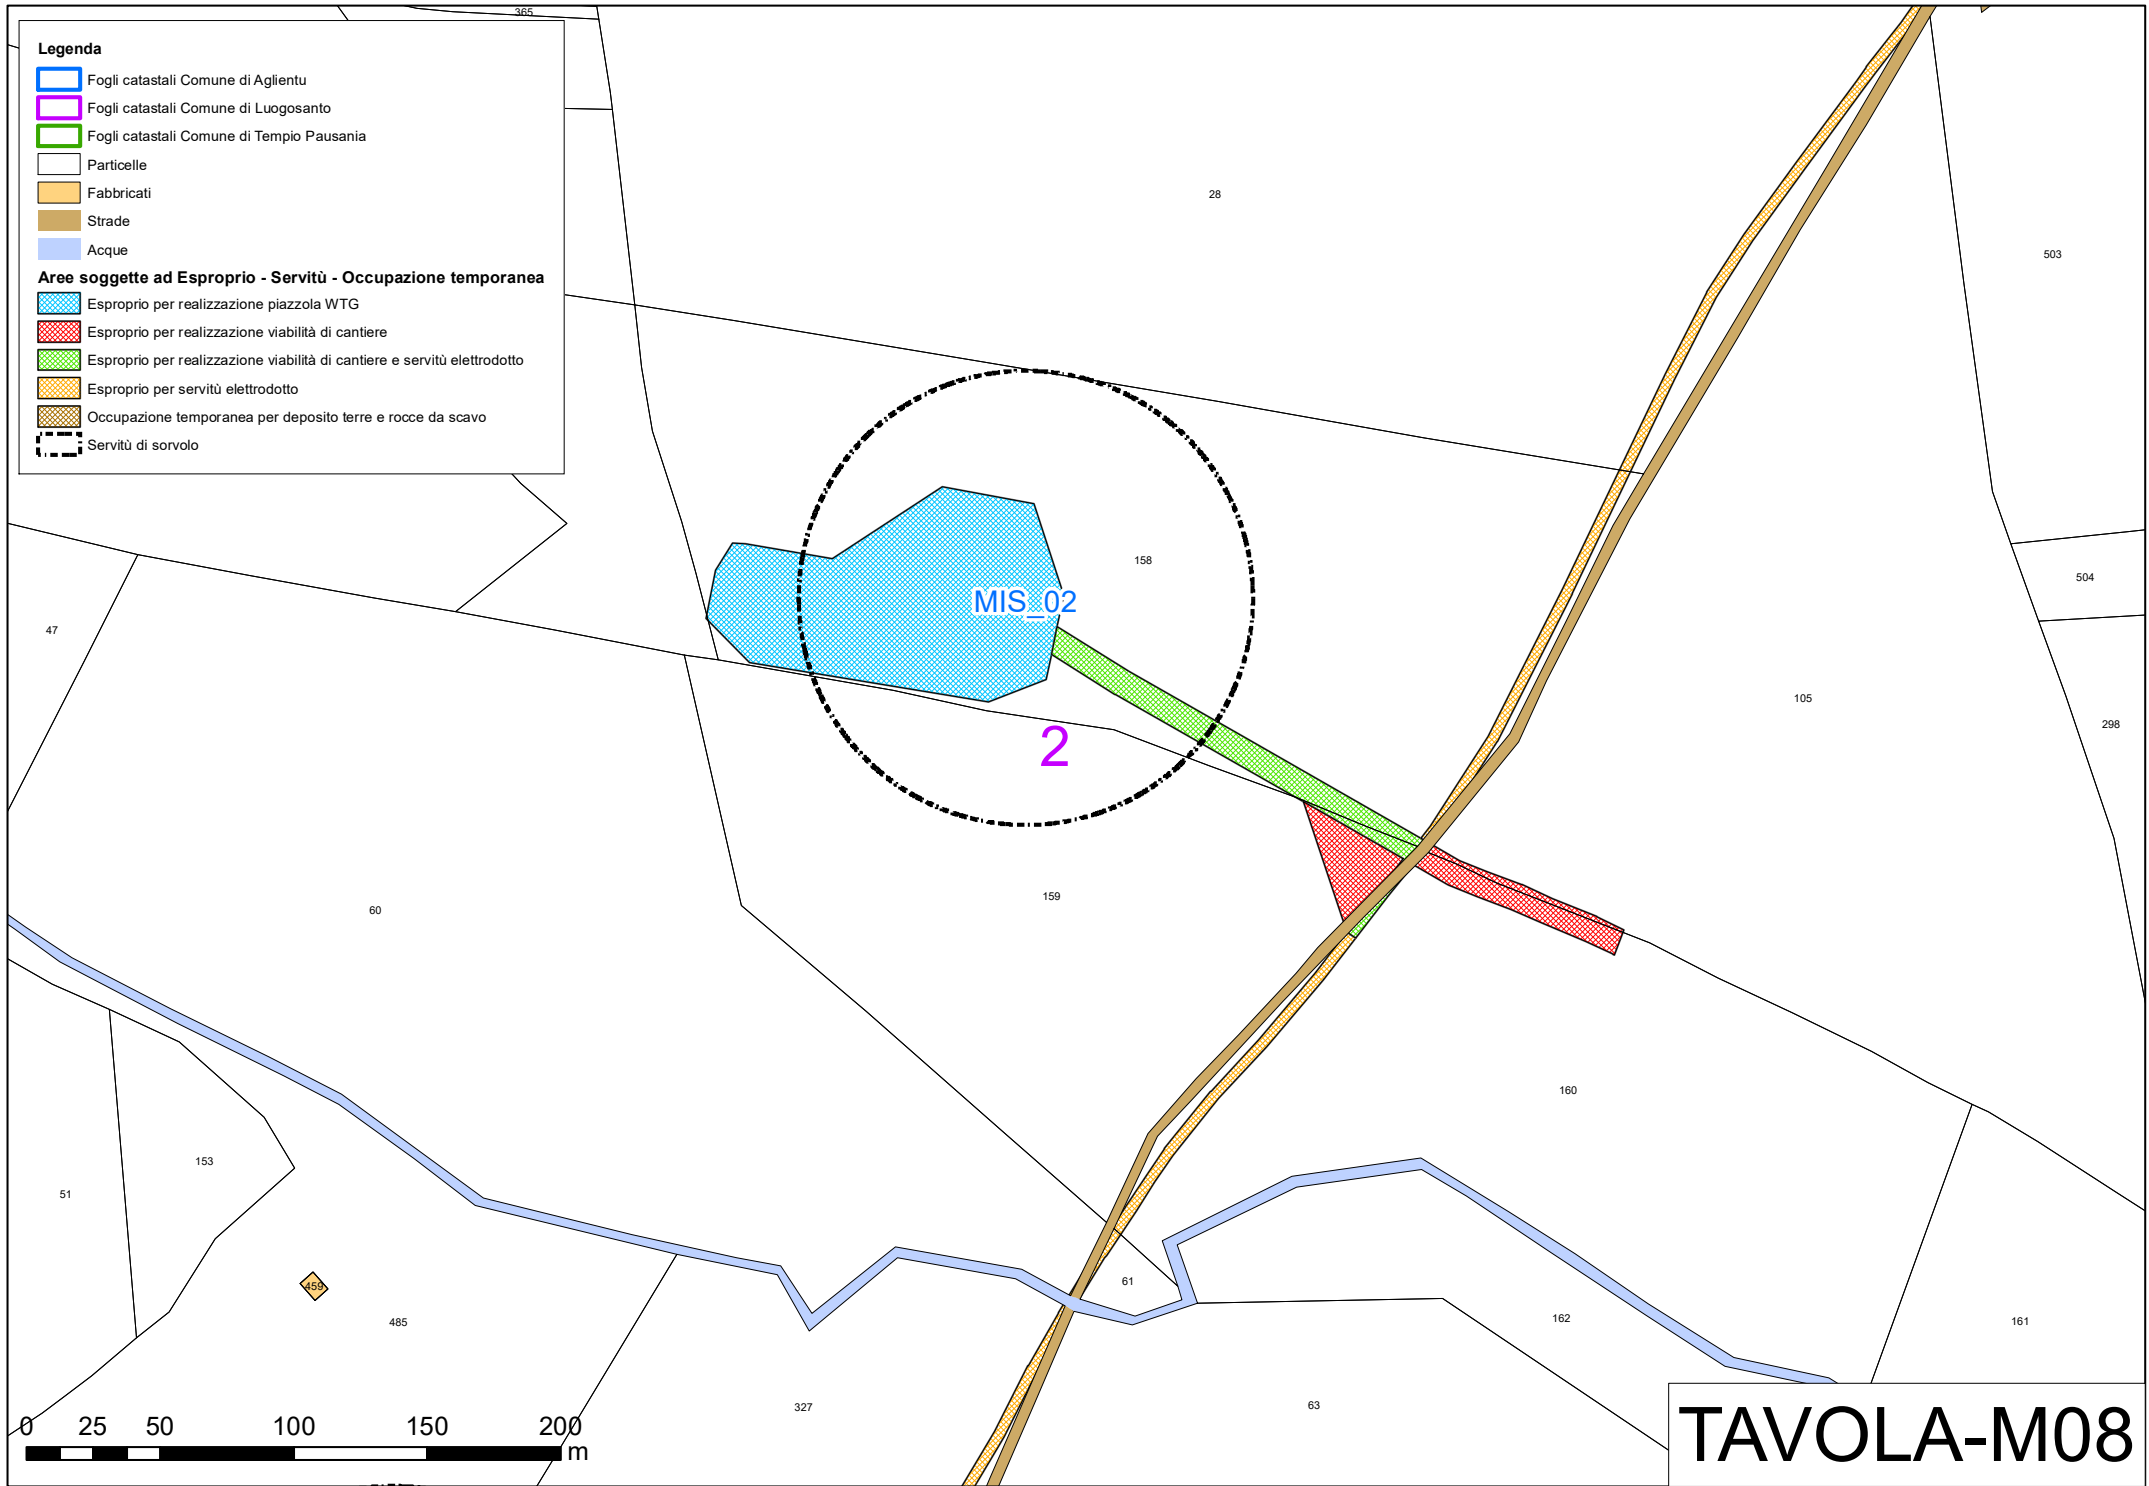 365
Legenda
Fogli catastali Comune di Aglientu
Fogli catastali Comune di Luogosanto
Fogli catastali Comune di Tempio Pausania
Particelle
Fabbricati
Strade
Acque
Aree soggette ad Esproprio - Servitù - Occupazione temporanea
Esproprio per realizzazione piazzola WTG
Esproprio per realizzazione viabilità di cantiere
Esproprio per realizzazione viabilità di cantiere e servitù elettrodotto
Esproprio per servitù elettrodotto
Occupazione temporanea per deposito terre e rocce da scavo
Servitù di sorvolo
28
503
158
504
MIS_02
47
105
298
2
159
60
160
153
51
61
459
485
162
161
327
63
0 25 50 100 150 200
m
TAVOLA-M08